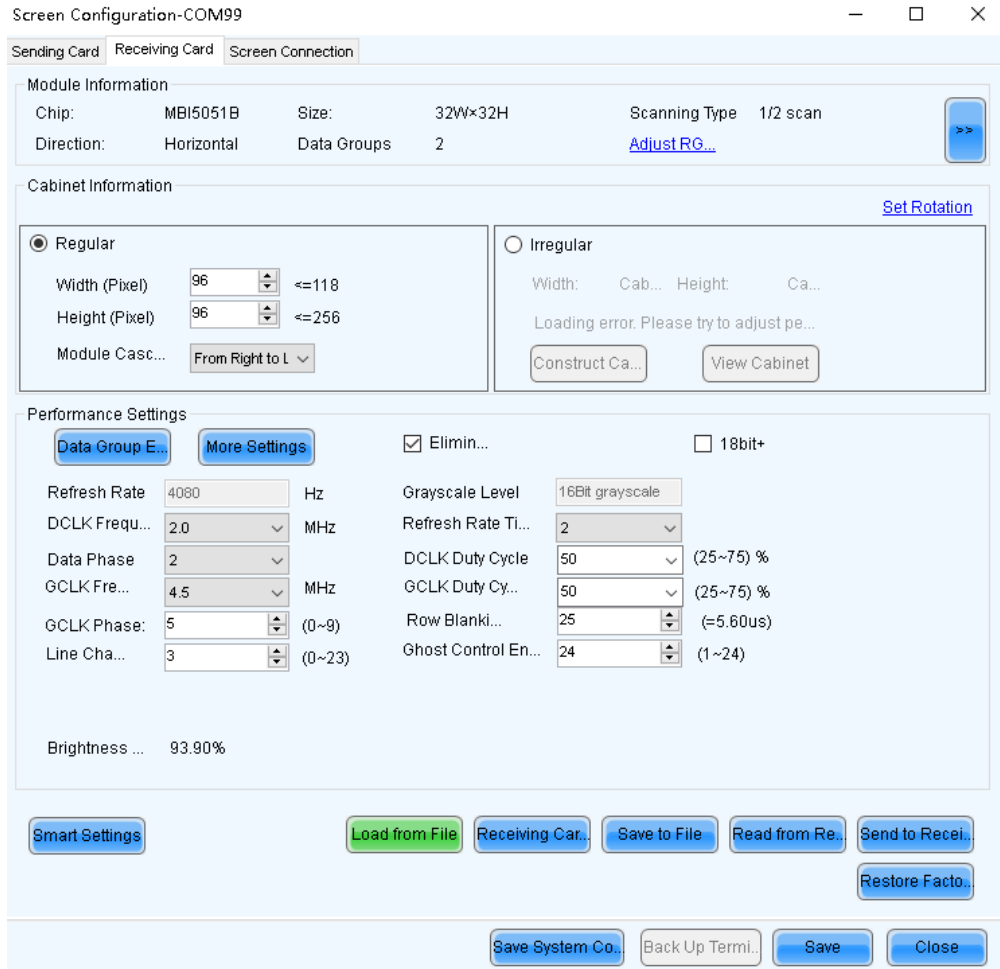 Screen Configuration-COM99
Sending Card Receiving Card Screen Connection
Module Information
Chip: MBI5051B Size: 32W×32H Scanning Type 1/2 scan
Direction: Horizontal Data Groups 2 Adjust RG...
>>
Cabinet Information
Set Rotation
Regular
Width (Pixel) 96 <=118
Height (Pixel) 96 <=256
Module Casc... From Right to L
Irregular
Width: Cab... Height: Ca...
Loading error. Please try to adjust pe...
Construct Ca... View Cabinet
Performance Settings
Data Group E... More Settings Elimin... 18bit+
Refresh Rate 4080 Hz Grayscale Level 16Bit grayscale
DCLK Frequ... 2.0 MHz Refresh Rate Ti... 2
Data Phase 2 DCLK Duty Cycle 50 (25~75) %
GCLK Fre... 4.5 MHz GCLK Duty Cy... 50 (25~75) %
GCLK Phase: 5 (0~9) Row Blanki... 25 (=5.60us)
Line Cha... 3 (0~23) Ghost Control En... 24 (1~24)
Brightness ... 93.90%
Smart Settings Load from File Receiving Car... Save to File Read from Re... Send to Recei...
Restore Facto...
Save System Co... Back Up Termi... Save Close